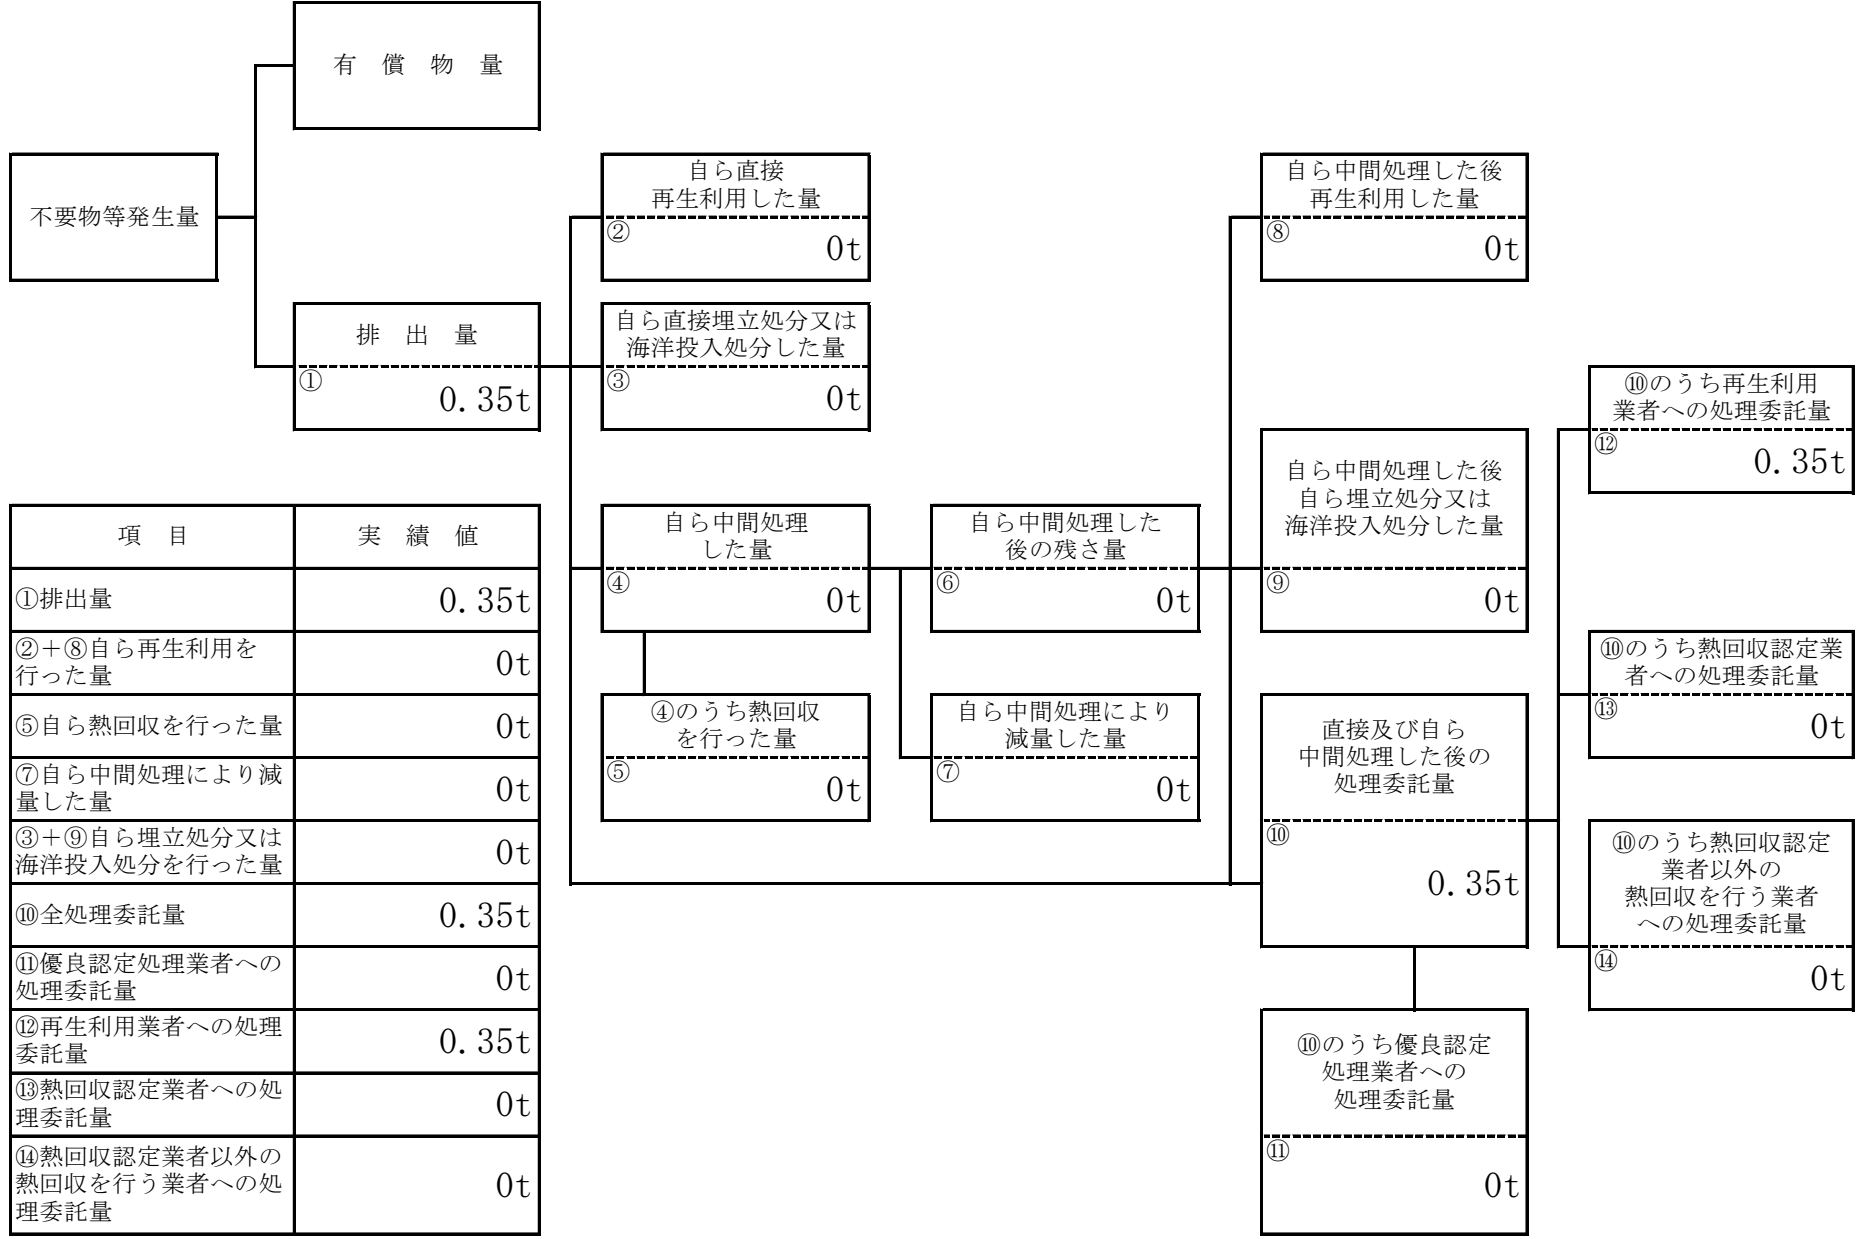 有 償 物 量
不要物等発生量
排 出 量
①
0.35t
自ら直接
再生利用した量
②
0t
自ら直接埋立処分又は
海洋投入処分した量
③
0t
自ら中間処理
した量
④
0t
④のうち熱回収
を行った量
⑤
0t
自ら中間処理した
後の残さ量
⑥
0t
自ら中間処理により
減量した量
⑦
0t
自ら中間処理した後
再生利用した量
⑧
0t
自ら中間処理した後
自ら埋立処分又は
海洋投入処分した量
⑨
0t
直接及び自ら
中間処理した後の
処理委託量
⑩
0.35t
⑩のうち優良認定
処理業者への
処理委託量
⑪
0t
⑩のうち再生利用
業者への処理委託量
⑫
0.35t
⑩のうち熱回収認定業
者への処理委託量
⑬
0t
⑩のうち熱回収認定
業者以外の
熱回収を行う業者
への処理委託量
⑭
0t
項 目 実 績 値
①排出量 0.35t
②+⑧自ら再生利用を
行った量 0t
⑤自ら熱回収を行った量 0t
⑦自ら中間処理により減
量した量 0t
③+⑨自ら埋立処分又は
海洋投入処分を行った量 0t
⑩全処理委託量 0.35t
⑪優良認定処理業者への
処理委託量 0t
⑫再生利用業者への処理
委託量 0.35t
⑬熱回収認定業者への処
理委託量 0t
⑭熱回収認定業者以外の
熱回収を行う業者への処
理委託量 0t